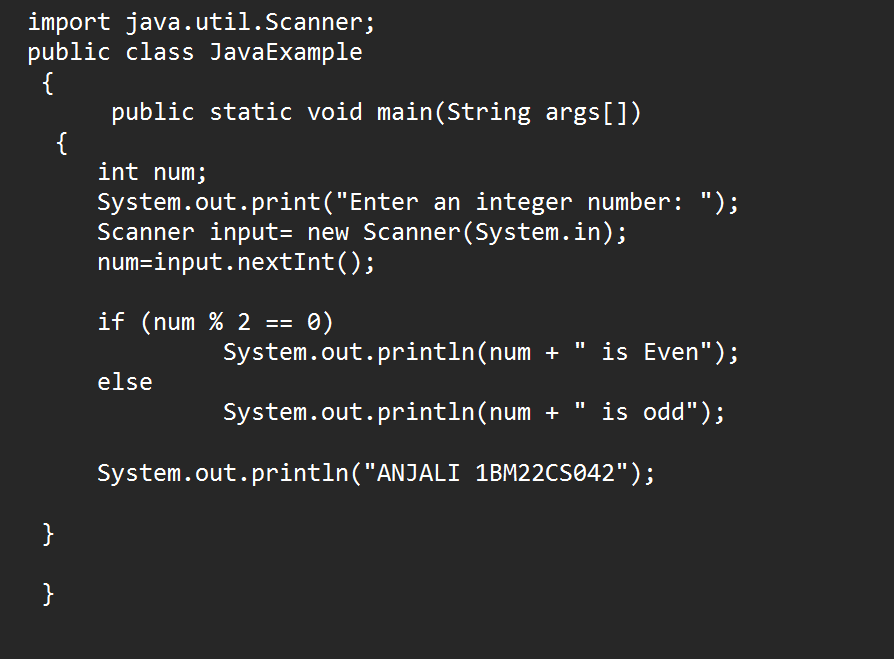 import java.util.Scanner;
public class JavaExample
{
public static void main(String args[])
{
int num;
System.out.print("Enter an integer number: ");
Scanner input= new Scanner(System.in);
num=input.nextInt();
if (num % 2 == 0)
System.out.println(num + " is Even");
else
System.out.println(num + " is odd");
System.out.println("ANJALI 1BM22CS042");
}
}